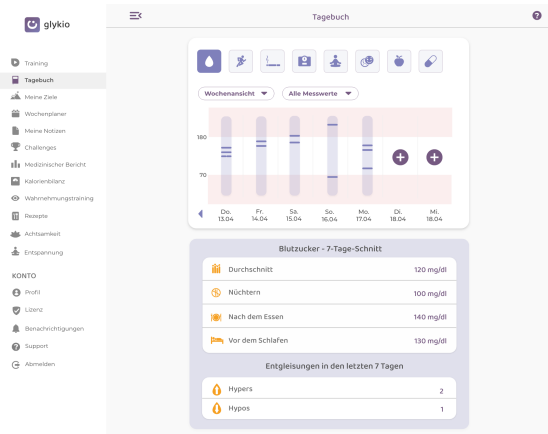 glykio
Tagebuch
Training
Tagebuch
Meine Ziele
Wochenplaner
Meine Notizen
Challenges
Medizinischer Bericht
Kalorienbilanz
Wahrnehmungstraining
Rezepte
Achtsamkeit
Entspannung
KONTO
Profil
Lizenz
Benachrichtigungen
Support
Abmelden
Wochenansicht
Alle Messwerte
180
70
Do. Fr. Sa. So. Mo. Di. Mi.
13.04 14.04 15.04 16.04 17.04 18.04 18.04
Blutzucker - 7-Tage-Schnitt
Durchschnitt 120 mg/dl
Nüchtern 100 mg/dl
Nach dem Essen 140 mg/dl
Vor dem Schlafen 130 mg/dl
Entgleisungen in den letzten 7 Tagen
Hypers 2
Hypos 1